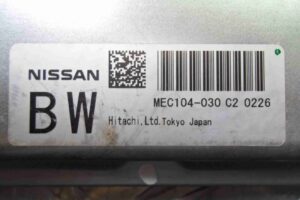 NISSAN
BW
MEC104-030 C2 0226
Hitachi,Ltd.Tokyo Japan